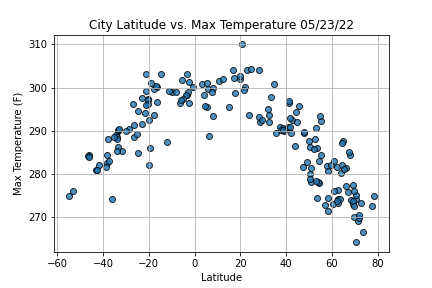 City Latitude vs. Max Temperature 05/23/22
310
300
290
280
270
Max Temperature (F)
−60 −40 −20 0 20 40 60 80
Latitude